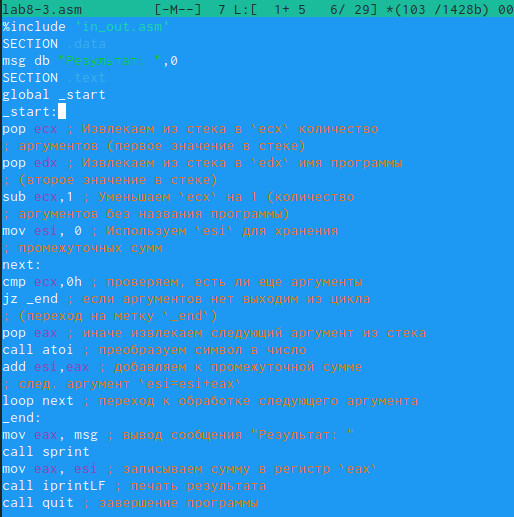 lab8-3.asm [-M--] 7 L:[ 1+ 5 6/ 29] *(103 /1428b) 00
%include 'in_out.asm'
SECTION .data
msg db "Результат: ",0
SECTION .text
global _start
_start:
pop ecx ; Извлекаем из стека в `ecx` количество
; аргументов (первое значение в стеке)
pop edx ; Извлекаем из стека в `edx` имя программы
; (второе значение в стеке)
sub ecx,1 ; Уменьшаем `ecx` на 1 (количество
; аргументов без названия программы)
mov esi, 0 ; Используем `esi` для хранения
; промежуточных сумм
next:
cmp ecx,0h ; проверяем, есть ли еще аргументы
jz _end ; если аргументов нет выходим из цикла
; (переход на метку `_end`)
pop eax ; иначе извлекаем следующий аргумент из стека
call atoi ; преобразуем символ в число
add esi,eax ; добавляем к промежуточной сумме
; след. аргумент `esi=esi+eax`
loop next ; переход к обработке следующего аргумента
_end:
mov eax, msg ; вывод сообщения "Результат: "
call sprint
mov eax, esi ; записываем сумму в регистр `eax`
call iprintLF ; печать результата
call quit ; завершение программы